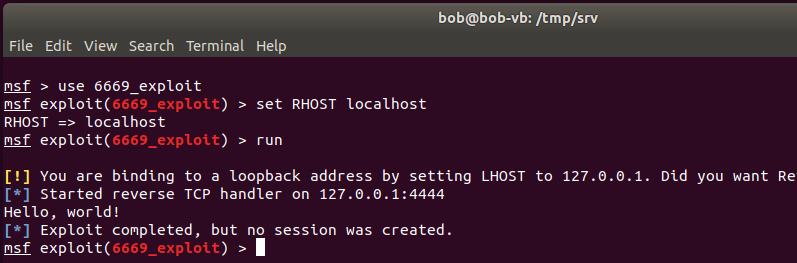 bob@bob-vb: /tmp/srv
File Edit View Search Terminal Help
msf > use 6669_exploit
msf exploit(6669_exploit) > set RHOST localhost
RHOST => localhost
msf exploit(6669_exploit) > run
[!] You are binding to a loopback address by setting LHOST to 127.0.0.1. Did you want Re
[*] Started reverse TCP handler on 127.0.0.1:4444
Hello, world!
[*] Exploit completed, but no session was created.
msf exploit(6669_exploit) >